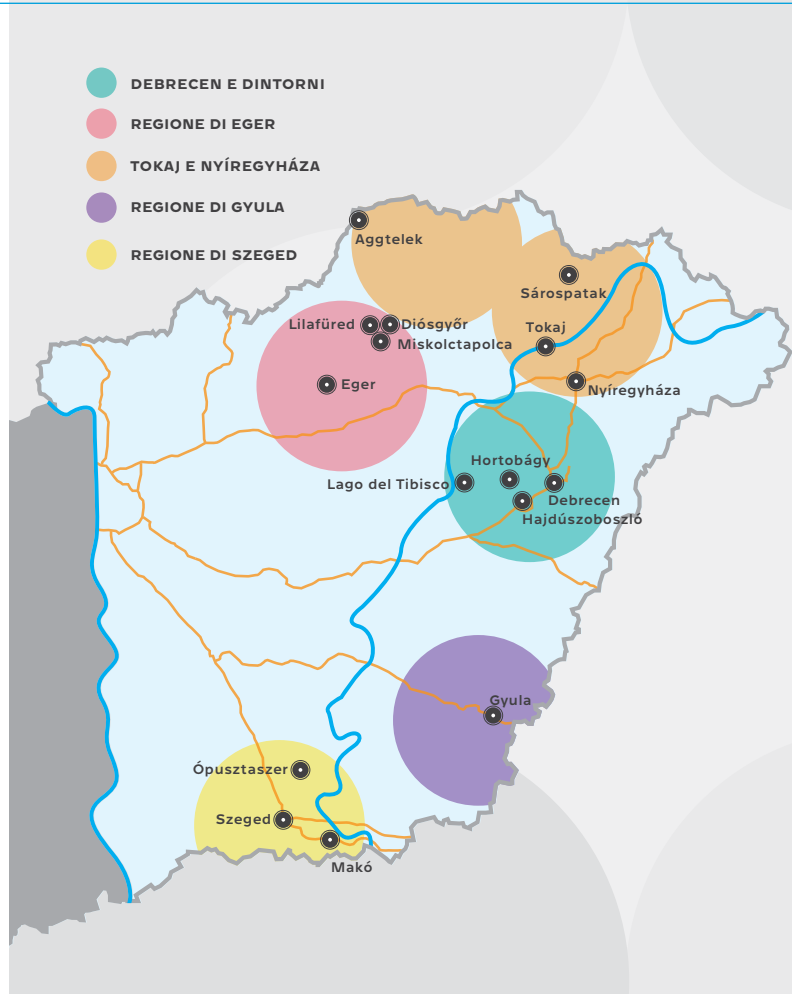 DEBRECEN E DINTORNI
REGIONE DI EGER
TOKAJ E NYÍREGYHÁZA
REGIONE DI GYULA
REGIONE DI SZEGED
Aggtelek
Sárospatak
Lilafüred
Diósgyőr
Tokaj
Miskolctapolca
Eger
Nyíregyháza
Hortobágy
Lago del Tibisco
Debrecen
Hajdúszoboszló
Gyula
Ópusztaszer
Szeged
Makó